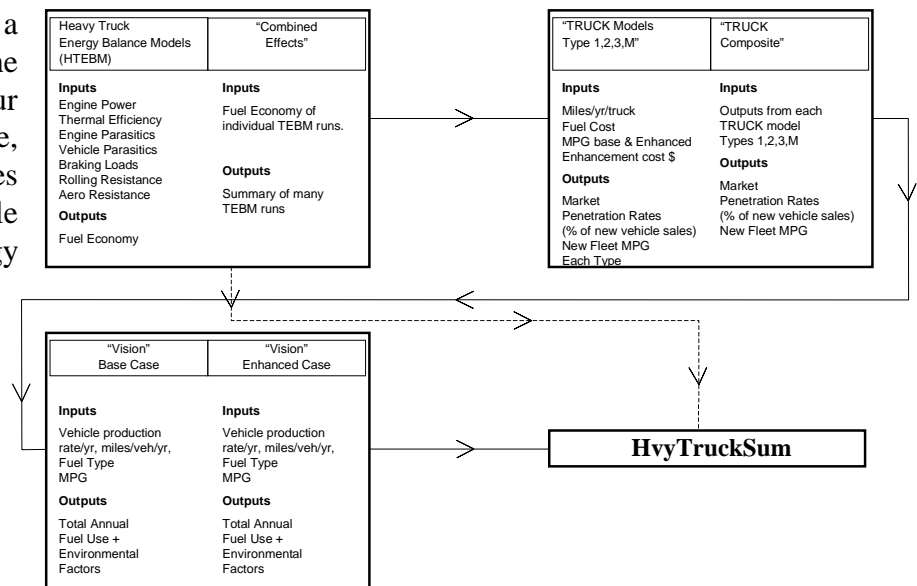 a
ne
ur
e,
es
le
gy
Heavy Truck
Energy Balance Models
(HTEBM)
“Combined
Effects”
Inputs
Engine Power
Thermal Efficiency
Engine Parasitics
Vehicle Parasitics
Braking Loads
Rolling Resistance
Aero Resistance
Outputs
Fuel Economy
Inputs
Fuel Economy of
individual TEBM runs.
Outputs
Summary of many
TEBM runs
“TRUCK Models
Type 1,2,3,M”
“TRUCK
Composite”
Inputs
Miles/yr/truck
Fuel Cost
MPG base & Enhanced
Enhancement cost $
Outputs
Market
Penetration Rates
(% of new vehicle sales)
New Fleet MPG
Each Type
Inputs
Outputs from each
TRUCK model
Types 1,2,3,M
Outputs
Market
Penetration Rates
(% of new vehicle sales)
New Fleet MPG
“Vision”
Base Case
“Vision”
Enhanced Case
Inputs
Vehicle production
rate/yr, miles/veh/yr,
Fuel Type
MPG
Outputs
Total Annual
Fuel Use +
Environmental
Factors
Inputs
Vehicle production
rate/yr, miles/veh/yr,
Fuel Type
MPG
Outputs
Total Annual
Fuel Use +
Environmental
Factors
HvyTruckSum